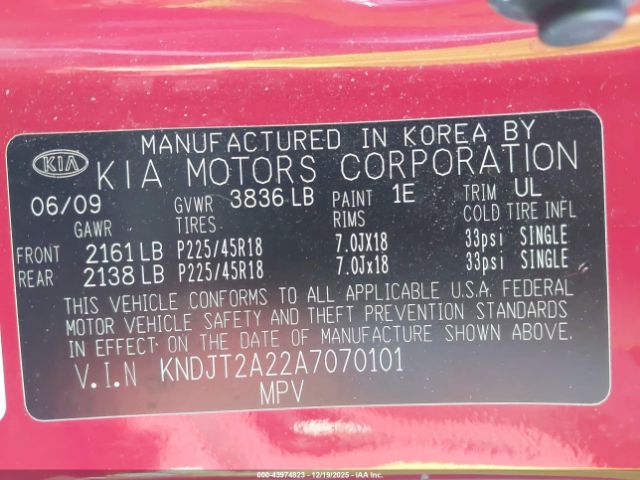 MANUFACTURED IN KOREA BY
KIA KIA MOTORS CORPORATION
06/09 GVWR 3836 LB PAINT 1E TRIM UL
GAWR TIRES RIMS COLD TIRE INFL
FRONT 2161 LB P225/45R18 7.0JX18 33psi SINGLE
REAR 2138 LB P225/45R18 7.0Jx18 33psi SINGLE
THIS VEHICLE CONFORMS TO ALL APPLICABLE U.S.A. FEDERAL
MOTOR VEHICLE SAFETY AND THEFT PREVENTION STANDARDS
IN EFFECT ON THE DATE OF MANUFACTURE SHOWN ABOVE.
V.I.N KNDJT2A22A7070101
MPV
000-43974823 - 12/19/2025 - IAA, Inc.